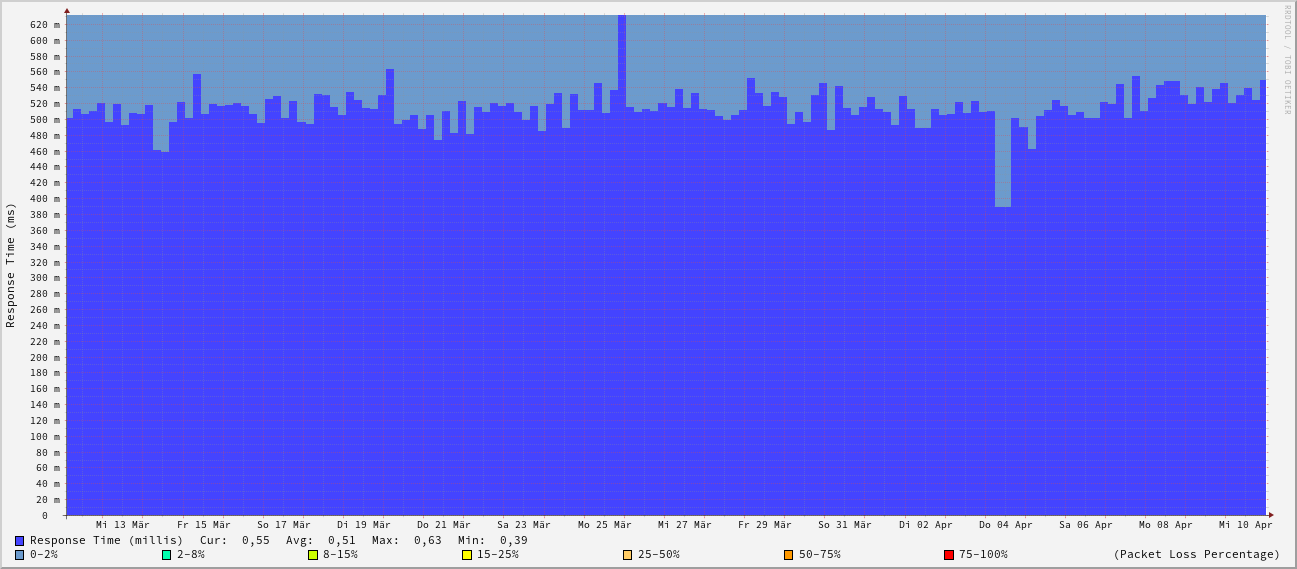 RRDTOOL / TOBI OETIKER
Response Time (ms)
620 m
600 m
580 m
560 m
540 m
520 m
500 m
480 m
460 m
440 m
420 m
400 m
380 m
360 m
340 m
320 m
300 m
280 m
260 m
240 m
220 m
200 m
180 m
160 m
140 m
120 m
100 m
80 m
60 m
40 m
20 m
0
Mi 13 Mär Fr 15 Mär So 17 Mär Di 19 Mär Do 21 Mär Sa 23 Mär Mo 25 Mär Mi 27 Mär Fr 29 Mär So 31 Mär Di 02 Apr Do 04 Apr Sa 06 Apr Mo 08 Apr Mi 10 Apr
Response Time (millis) Cur: 0,55 Avg: 0,51 Max: 0,63 Min: 0,39
0-2% 2-8% 8-15% 15-25% 25-50% 50-75% 75-100% (Packet Loss Percentage)